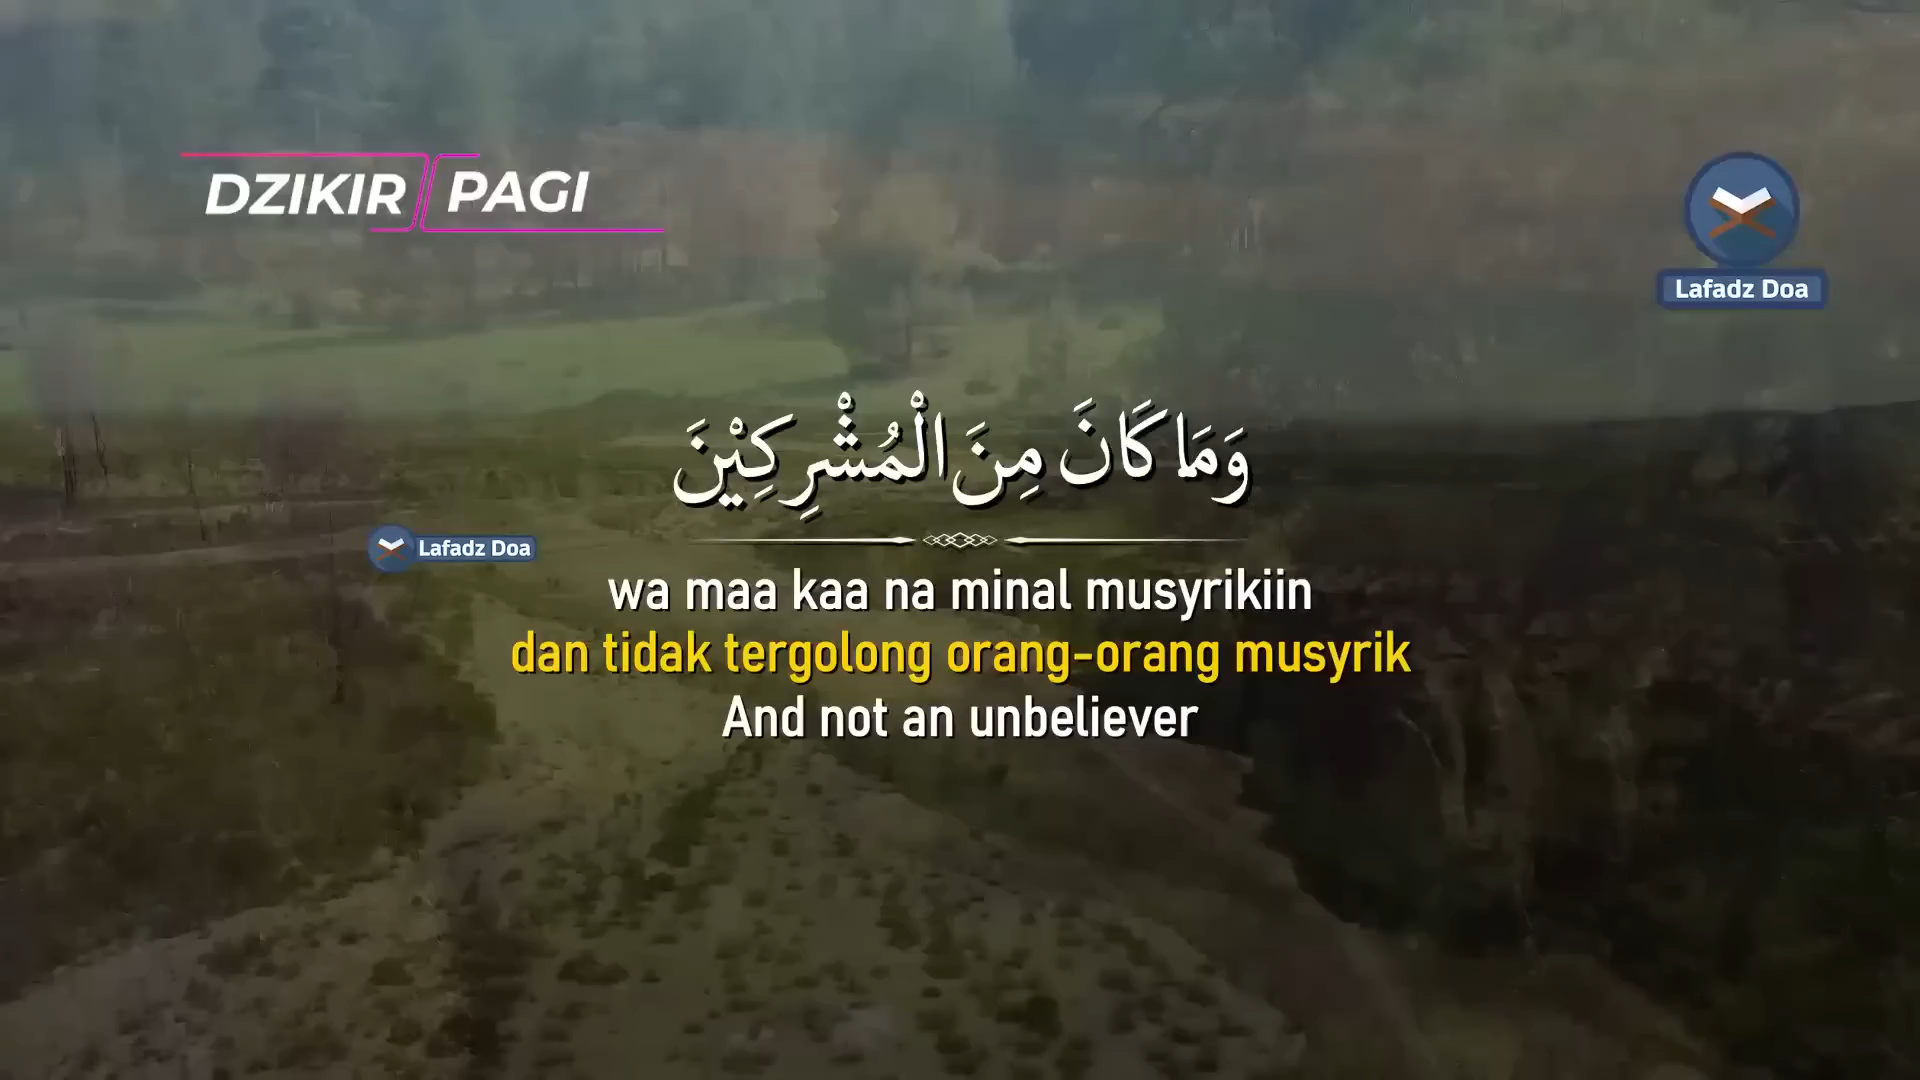 DZIKIR PAGI
Lafadz Doa
وَمَا كَانَ مِنَ الْمُشْرِكِيْنَ
Lafadz Doa
wa maa kaa na minal musyrikiin
dan tidak tergolong orang-orang musyrik
And not an unbeliever